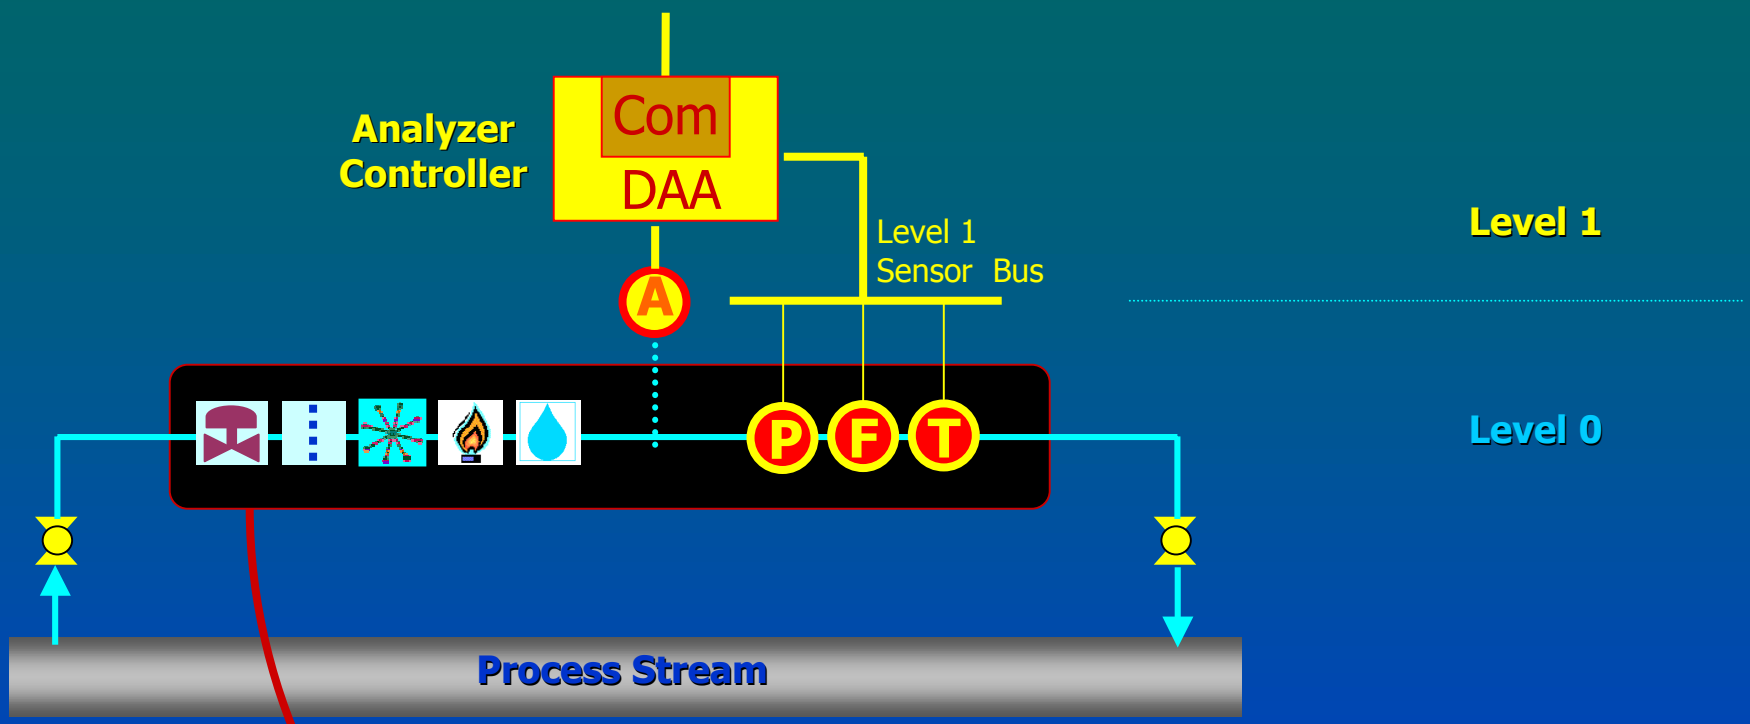 Com
Analyzer
Controller
DAA
Level 1
Sensor Bus
Level 1
A
P F T
Level 0
Process Stream